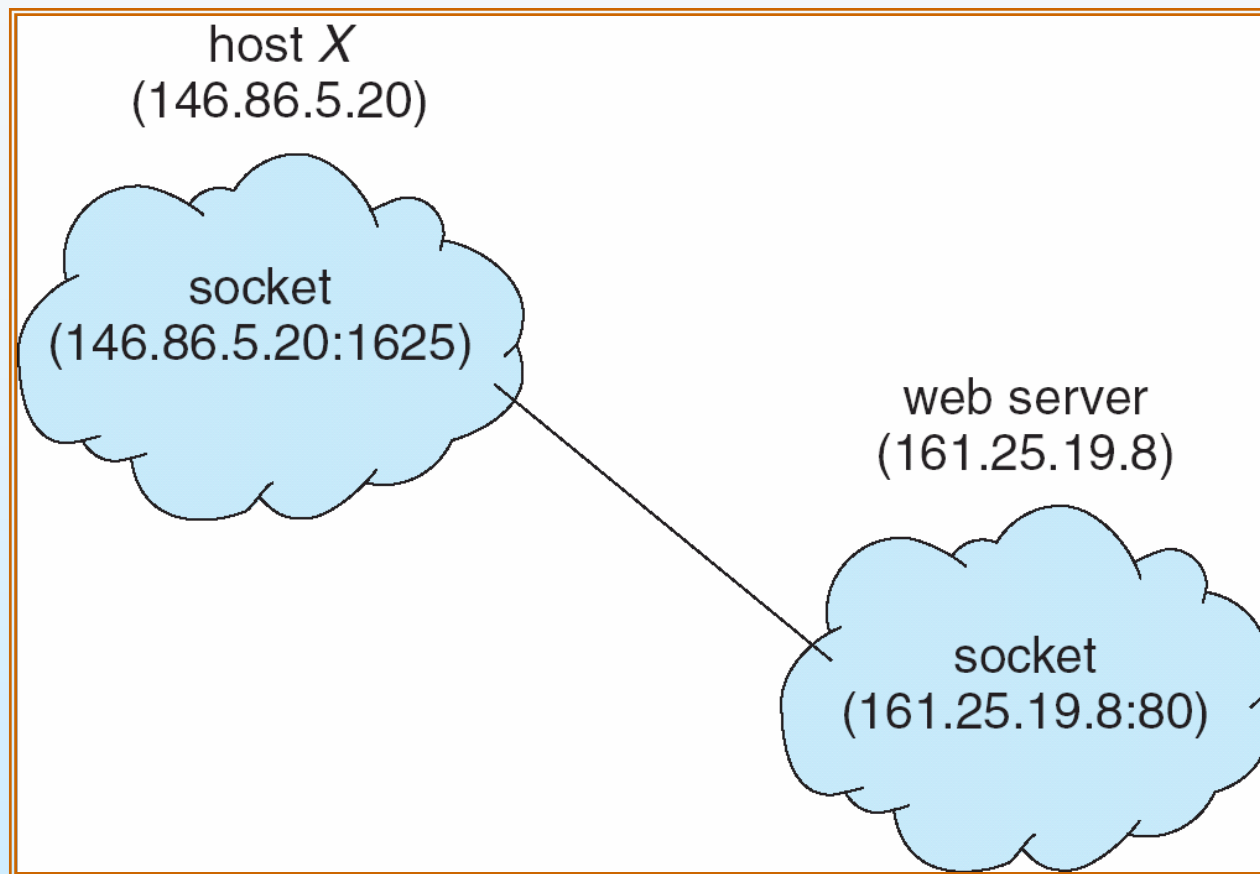 host X
(146.86.5.20)
socket
(146.86.5.20:1625)
web server
(161.25.19.8)
socket
(161.25.19.8:80)